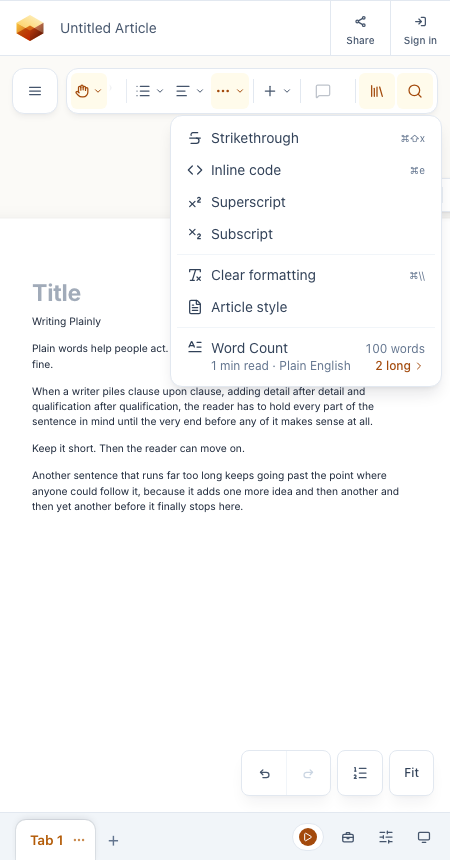 Untitled Article
Share
Sign in
Strikethrough ⌘⇧x
Inline code ⌘e
Superscript
Subscript
Clear formatting ⌘\\
Article style
Word Count 100 words
1 min read · Plain English 2 long
Title
Writing Plainly
Plain words help people act.
fine.
When a writer piles clause upon clause, adding detail after detail and
qualification after qualification, the reader has to hold every part of the
sentence in mind until the very end before any of it makes sense at all.
Keep it short. Then the reader can move on.
Another sentence that runs far too long keeps going past the point where
anyone could follow it, because it adds one more idea and then another and
then yet another before it finally stops here.
Fit
Tab 1